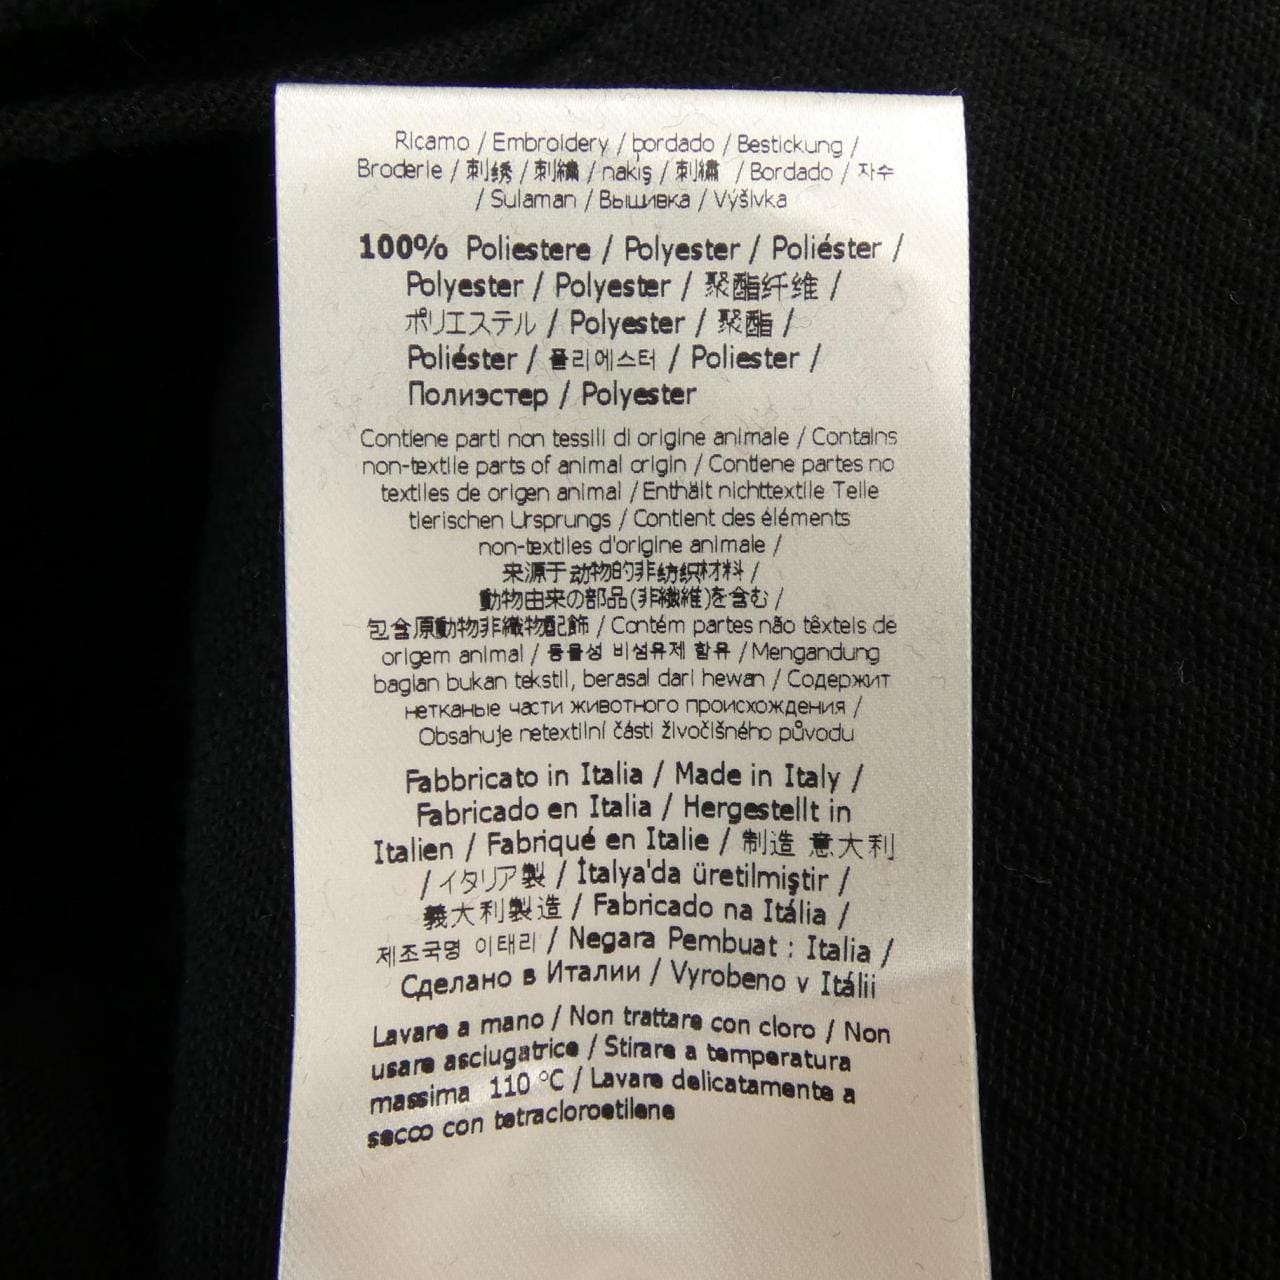 Ricamo / Embroidery / bordado / Bestickung /
Broderie / 刺绣 / 刺繍 / nakış / 刺繡 / Bordado / 자수
/ Sulaman / Вышивка / Výšivka
100% Poliestere / Polyester / Poliéster /
Polyester / Polyester / 聚酯纤维 /
ポリエステル / Polyester / 聚酯 /
Poliéster / 폴리에스터 / Poliester /
Полиэстер / Polyester
Contiene parti non tessili di origine animale / Contains
non-textile parts of animal origin / Contiene partes no
textiles de origen animal / Enthält nichttextile Teile
tierischen Ursprungs / Contient des éléments
non-textiles d'origine animale /
来源于动物的非纺织材料 /
動物由来の部品(非繊維)を含む /
包含原動物非織物配飾 / Contém partes não têxteis de
origem animal / 동물성 비섬유제 함유 / Mengandung
bagian bukan tekstil, berasal dari hewan / Содержит
нетканые части животного происхождения /
Obsahuje netextilní části živočišného původu
Fabbricato in Italia / Made in Italy /
Fabricado en Italia / Hergestellt in
Italien / Fabriqué en Italie / 制造 意大利
/ イタリア製 / İtalya'da üretilmiştir /
義大利製造 / Fabricado na Itália /
제조국명 이태리 / Negara Pembuat : Italia /
Сделано в Италии / Vyrobeno v Itálii
Lavare a mano / Non trattare con cloro / Non
usare asciugatrice / Stirare a temperatura
massima 110 °C / Lavare delicatamente a
secco con tetracloroetilene